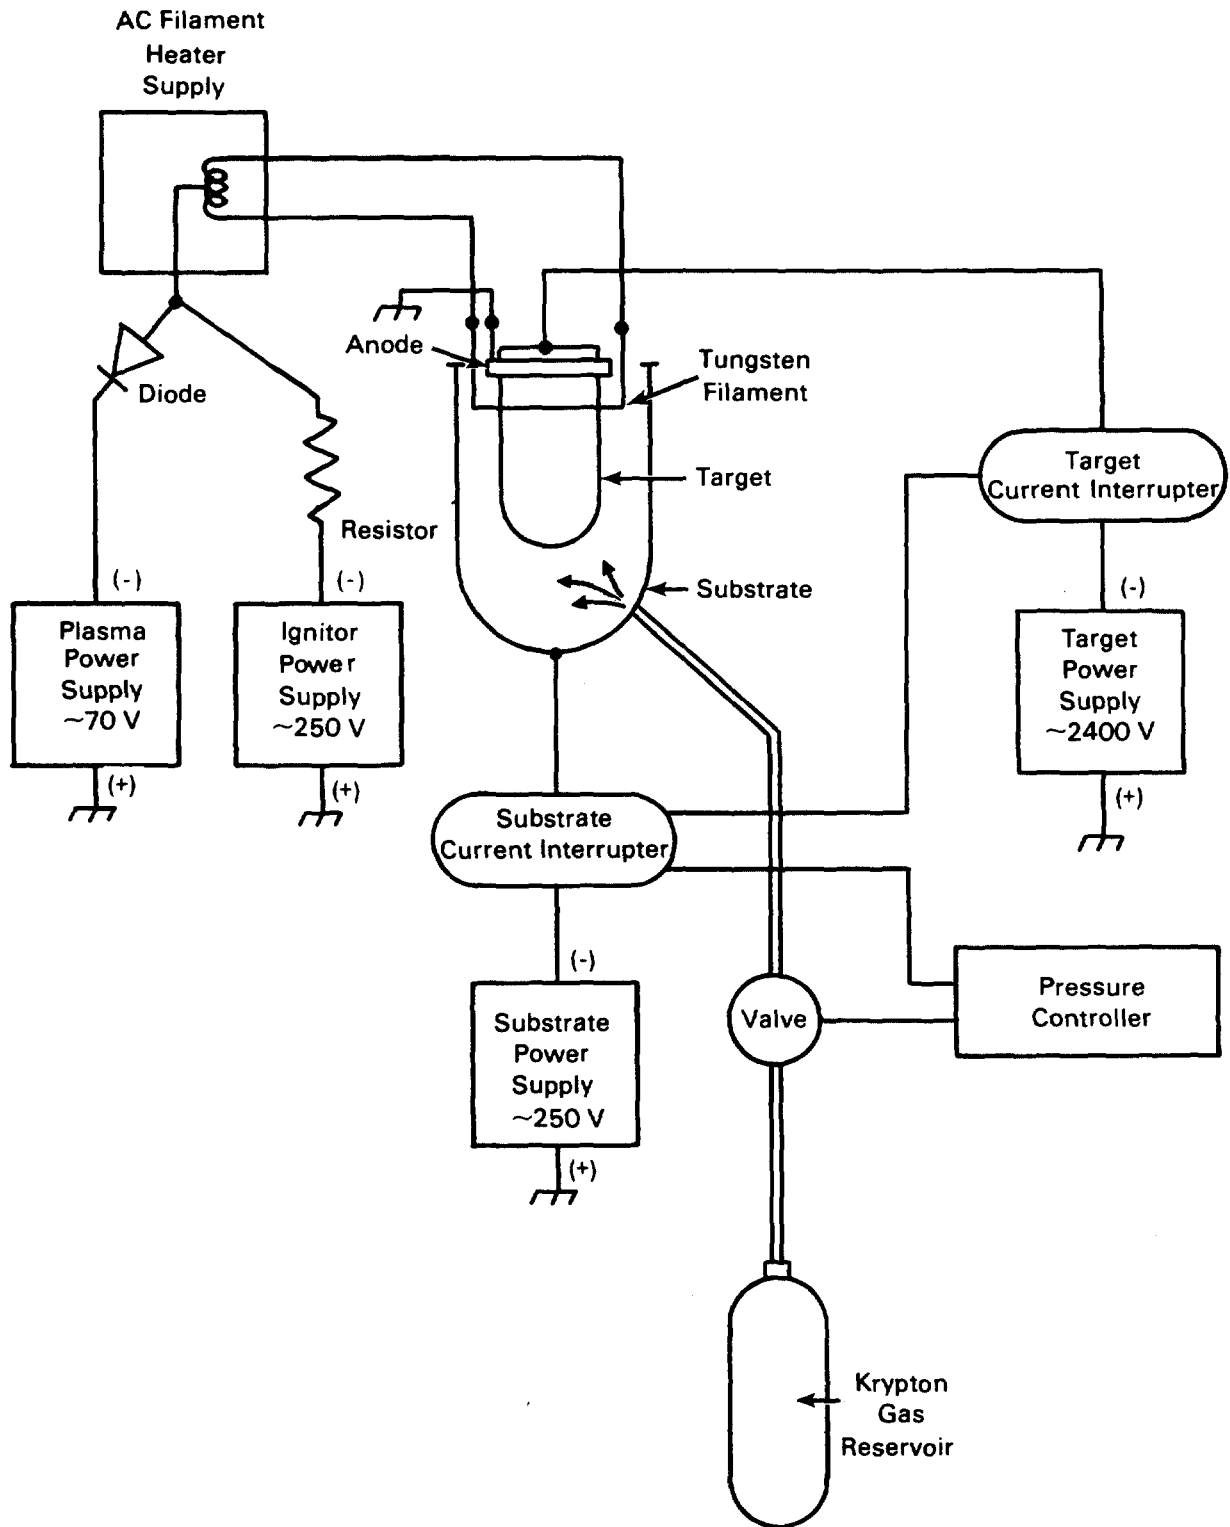 AC Filament
Heater
Supply
Anode
Tungsten
Filament
Diode
Target
Target
Current Interrupter
Resistor
(-)
(-)
Substrate
(-)
Plasma
Power
Supply
~70 V
Ignitor
Power
Supply
~250 V
Target
Power
Supply
~2400 V
(+)
(+)
(+)
Substrate
Current Interrupter
(-)
Substrate
Power
Supply
~250 V
Valve
Pressure
Controller
(+)
Krypton
Gas
Reservoir